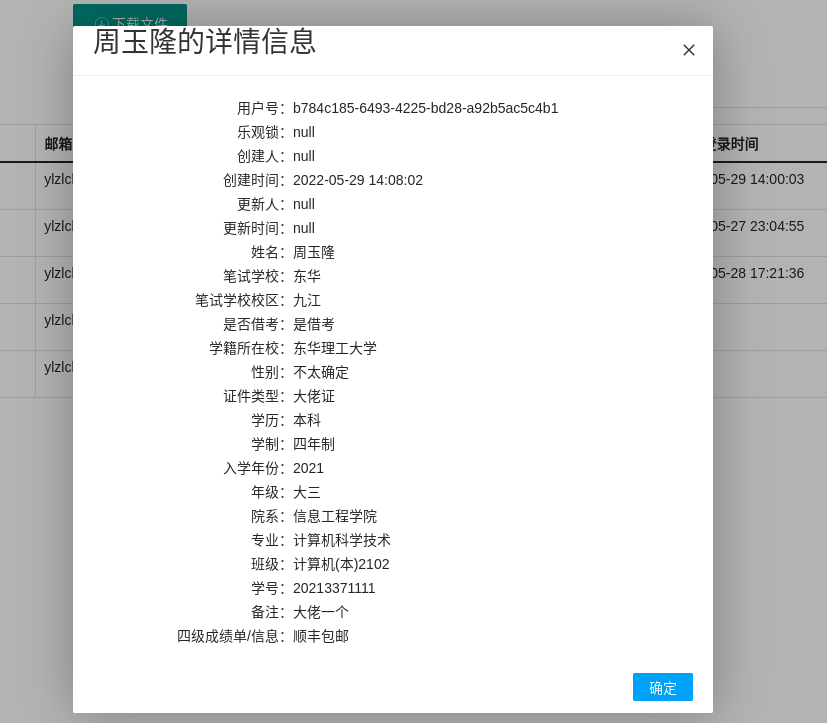 下载文件
周玉隆的详情信息
邮箱
登录时间
用户号：b784c185-6493-4225-bd28-a92b5ac5c4b1
乐观锁：null
创建人：null
创建时间：2022-05-29 14:08:02
更新人：null
更新时间：null
姓名：周玉隆
笔试学校：东华
笔试学校校区：九江
是否借考：是借考
学籍所在校：东华理工大学
性别：不太确定
证件类型：大佬证
学历：本科
学制：四年制
入学年份：2021
年级：大三
院系：信息工程学院
专业：计算机科学技术
班级：计算机(本)2102
学号：20213371111
备注：大佬一个
四级成绩单/信息：顺丰包邮
ylzlcl
05-29 14:00:03
ylzlcl
05-27 23:04:55
ylzlcl
05-28 17:21:36
ylzlcl
ylzlcl
确定